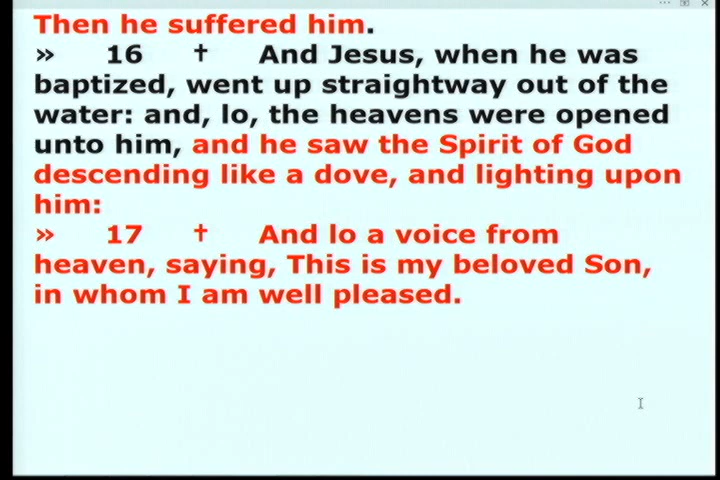 Then he suffered him.
» 16 † And Jesus, when he was
baptized, went up straightway out of the
water: and, lo, the heavens were opened
unto him, and he saw the Spirit of God
descending like a dove, and lighting upon
him:
» 17 † And lo a voice from
heaven, saying, This is my beloved Son,
in whom I am well pleased.